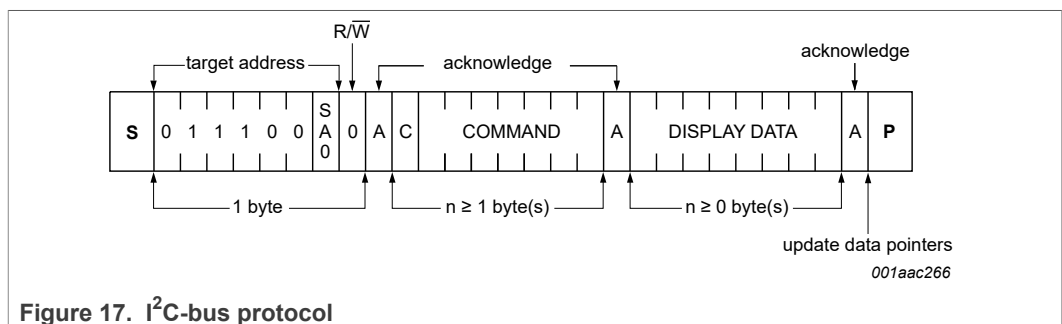 R/W
target address acknowledge acknowledge
S 0 1 1 1 0 0 SA0 0 A C COMMAND A DISPLAY DATA A P
1 byte n ≥ 1 byte(s) n ≥ 0 byte(s)
update data pointers
001aac266
Figure 17. I²C-bus protocol